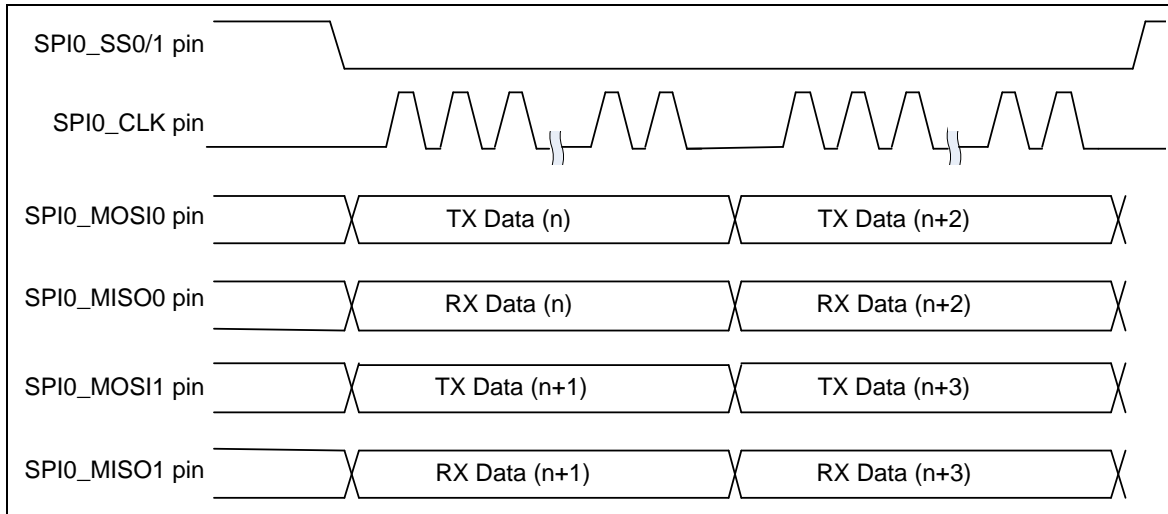 SPI0_SS0/1 pin
SPI0_CLK pin
SPI0_MOSI0 pin TX Data (n) TX Data (n+2)
SPI0_MISO0 pin RX Data (n) RX Data (n+2)
SPI0_MOSI1 pin TX Data (n+1) TX Data (n+3)
SPI0_MISO1 pin RX Data (n+1) RX Data (n+3)